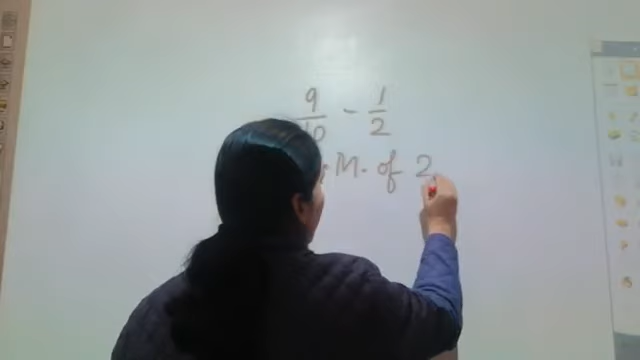 9/10 - 1/2
.M. of 2,